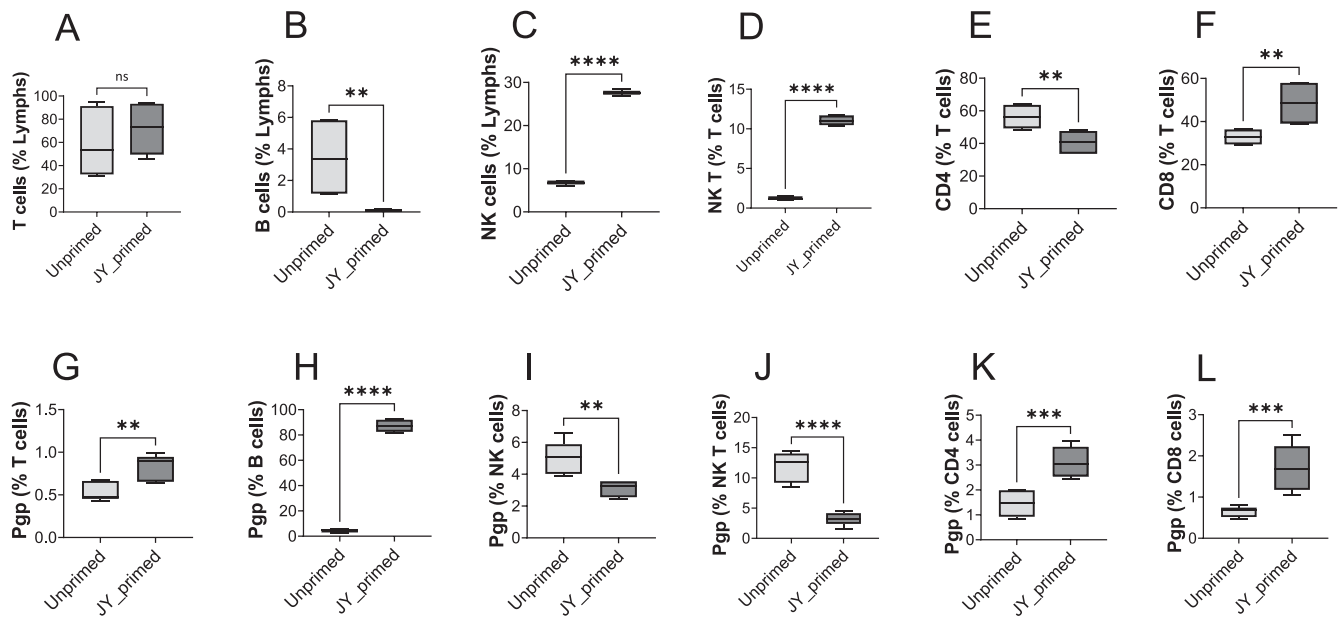 A
T cells (% Lymphs)
100
80
60
40
20
0
ns
Unprimed
JY_primed
B
B cells (% Lymphs)
8
6
4
2
0
**
Unprimed
JY_primed
C
NK cells (% Lymphs)
30
20
10
0
****
Unprimed
JY_primed
D
NK T (% T cells)
15
10
5
0
****
Unprimed
JY_primed
E
CD4 (% T cells)
80
60
40
20
0
**
Unprimed
JY_primed
F
CD8 (% T cells)
60
40
20
0
**
Unprimed
JY_primed
G
Pgp (% T cells)
1.5
1.0
0.5
0.0
**
Unprimed
JY_primed
H
Pgp (% B cells)
100
80
60
40
20
0
****
Unprimed
JY_primed
I
Pgp (% NK cells)
8
6
4
2
0
**
Unprimed
JY_primed
J
Pgp (% NK T cells)
20
15
10
5
0
****
Unprimed
JY_primed
K
Pgp (% CD4 cells)
5
4
3
2
1
0
***
Unprimed
JY_primed
L
Pgp (% CD8 cells)
3
2
1
0
***
Unprimed
JY_primed